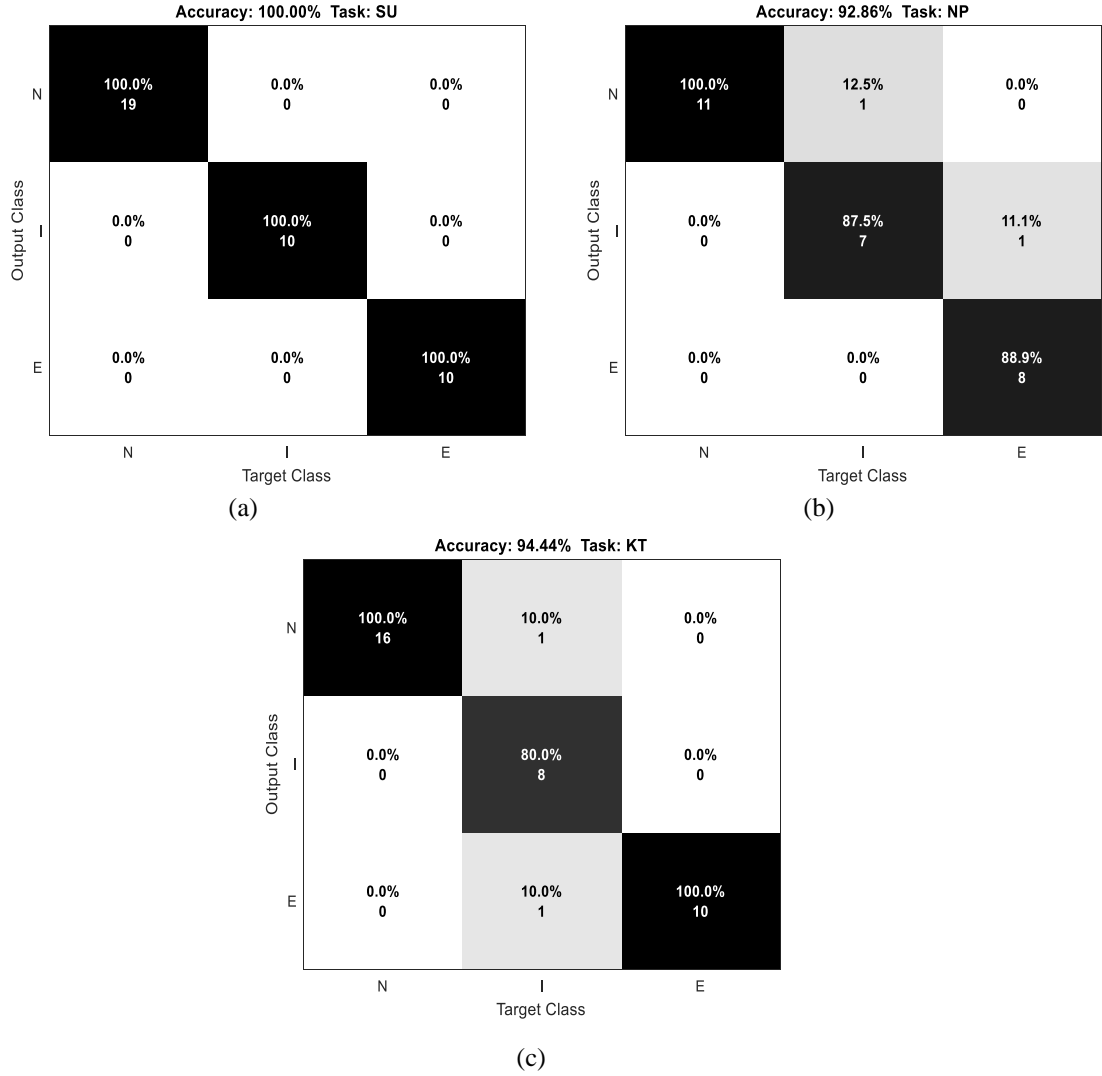 Accuracy: 100.00% Task: SU
Output Class
N
100.0%
19
0.0%
0
0.0%
0
I
0.0%
0
100.0%
10
0.0%
0
E
0.0%
0
0.0%
0
100.0%
10
N I E
Target Class
(a)
Accuracy: 92.86% Task: NP
Output Class
N
100.0%
11
12.5%
1
0.0%
0
I
0.0%
0
87.5%
7
11.1%
1
E
0.0%
0
0.0%
0
88.9%
8
N I E
Target Class
(b)
Accuracy: 94.44% Task: KT
Output Class
N
100.0%
16
10.0%
1
0.0%
0
I
0.0%
0
80.0%
8
0.0%
0
E
0.0%
0
10.0%
1
100.0%
10
N I E
Target Class
(c)